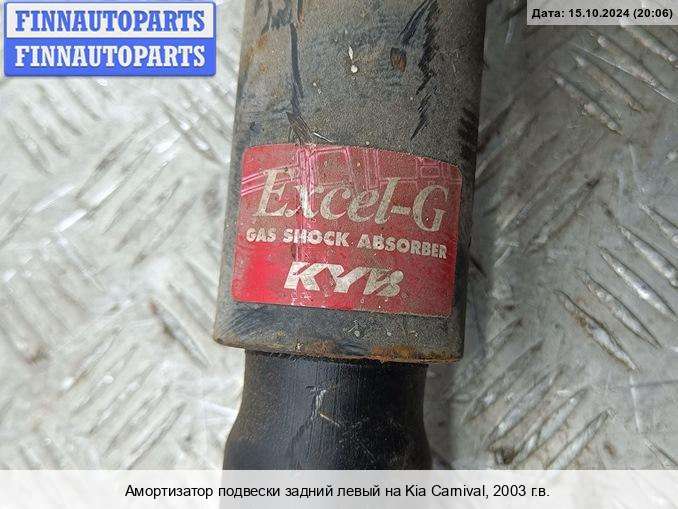 FINNAUTOPARTS
FINNAUTOPARTS
Дата: 15.10.2024 (20:06)
Excel-G
GAS SHOCK ABSORBER
KYB
Амортизатор подвески задний левый на Kia Carnival, 2003 г.в.